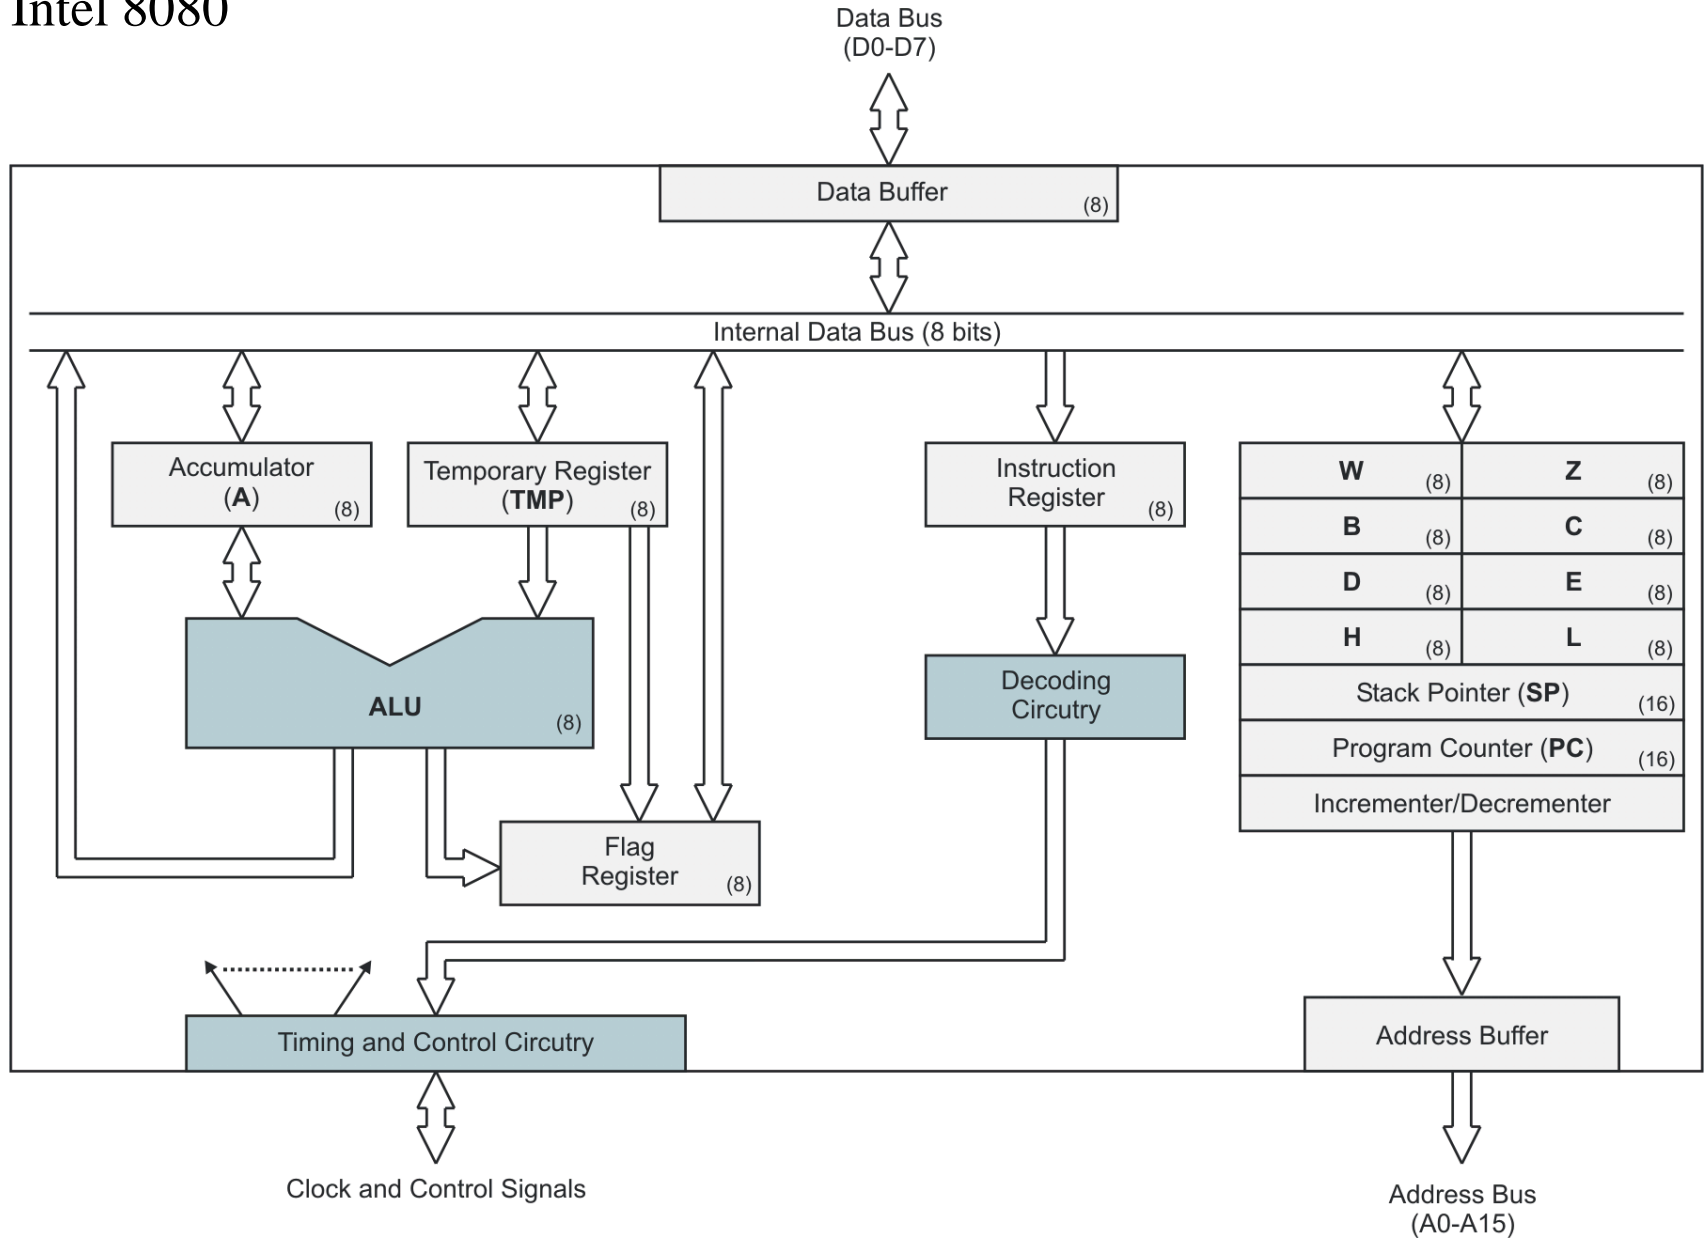 Intel 8080
Data Bus
(D0-D7)
Data Buffer
(8)
Internal Data Bus (8 bits)
Accumulator
(A)
(8)
Temporary Register
(TMP)
(8)
Instruction
Register
(8)
W
(8)
Z
(8)
B
(8)
C
(8)
D
(8)
E
(8)
H
(8)
L
(8)
Stack Pointer (SP)
(16)
Program Counter (PC)
(16)
Incrementer/Decrementer
ALU
(8)
Decoding
Circutry
Flag
Register
(8)
Timing and Control Circutry
Address Buffer
Clock and Control Signals
Address Bus
(A0-A15)